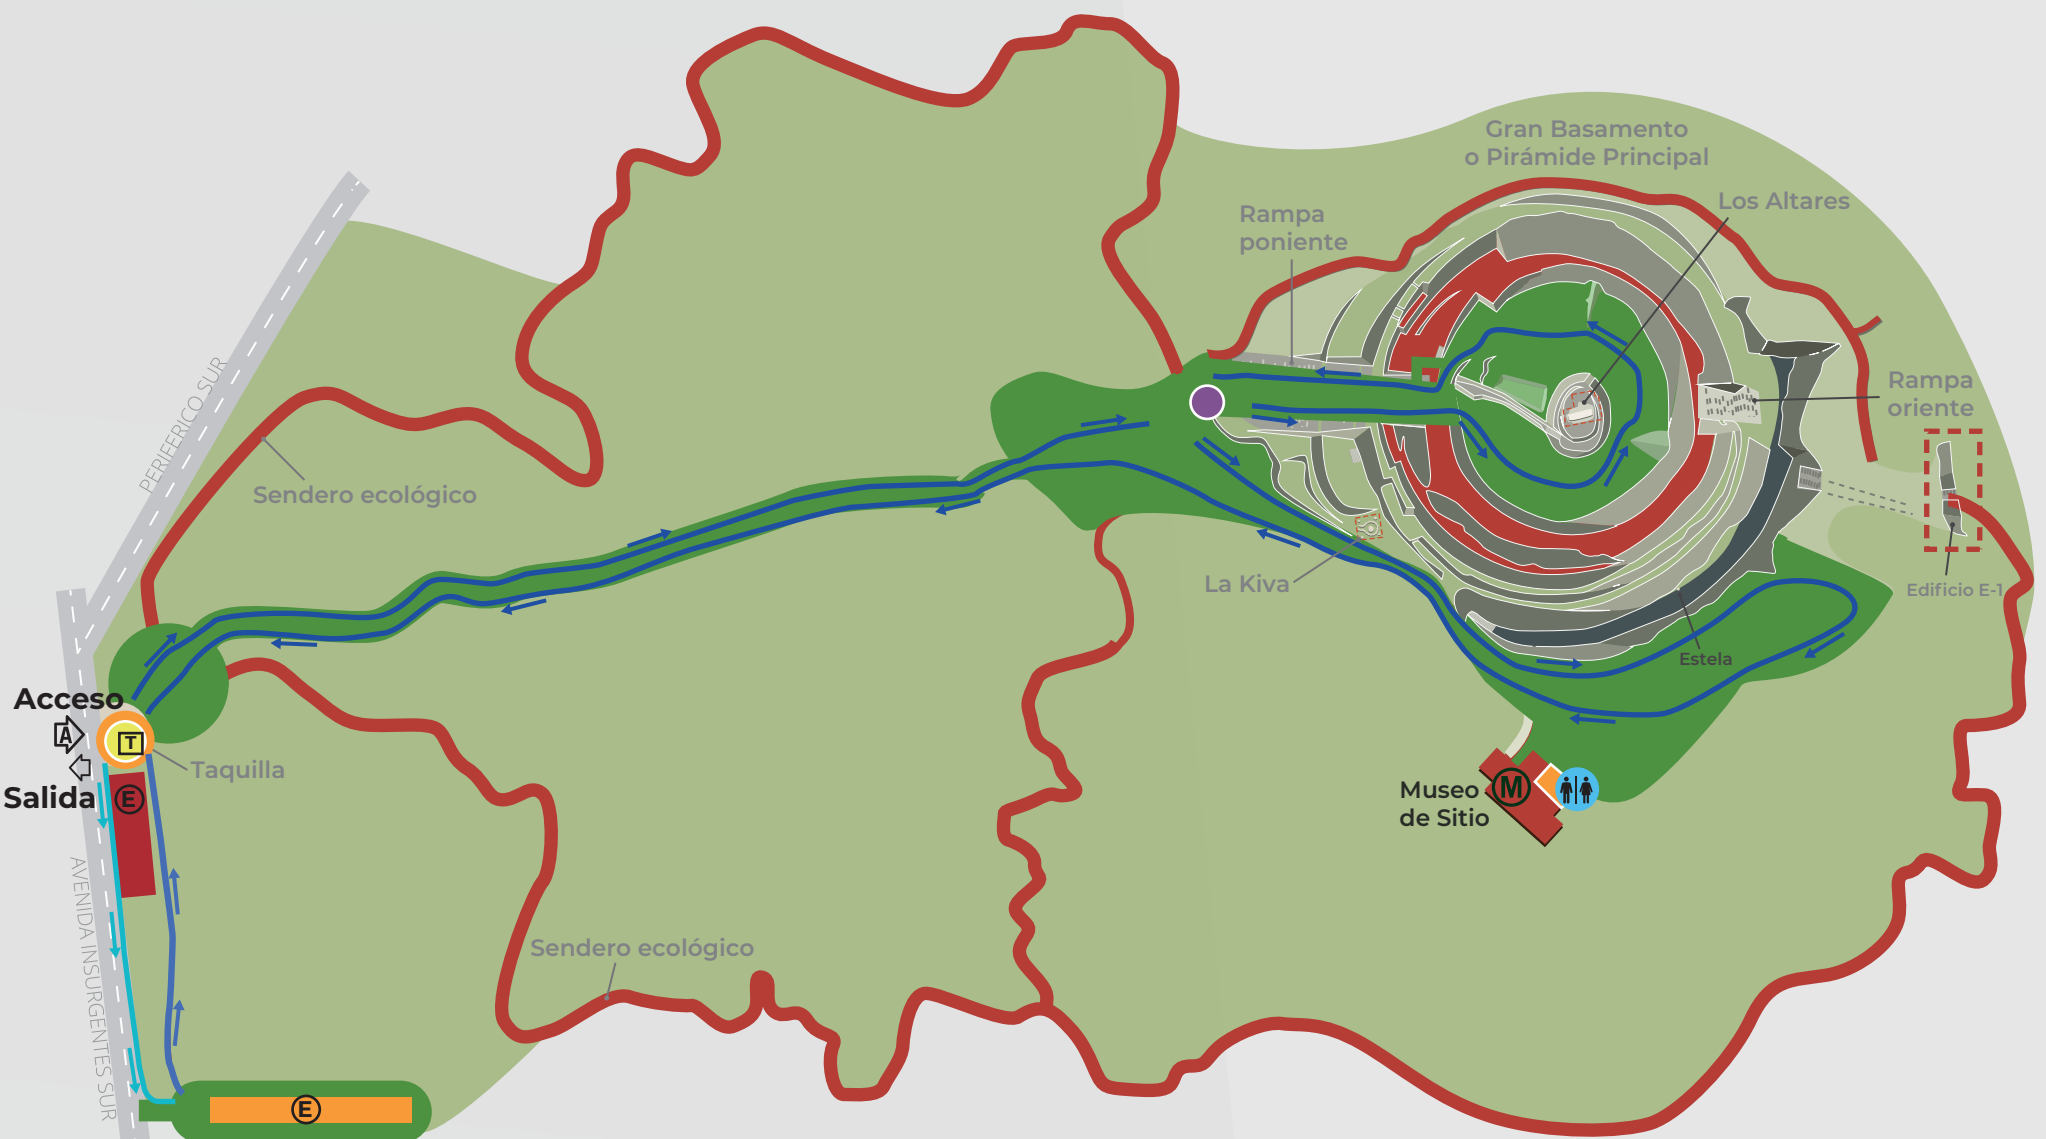 Gran Basamento
o Pirámide Principal
Los Altares
Rampa
poniente
PERIFERICO SUR
Rampa
oriente
Sendero ecológico
La Kiva
Edificio E-1
Estela
Acceso
A
T
Taquilla
Salida
E
Museo
de Sitio
M
AVENIDA INSURGENTES SUR
Sendero ecológico
E